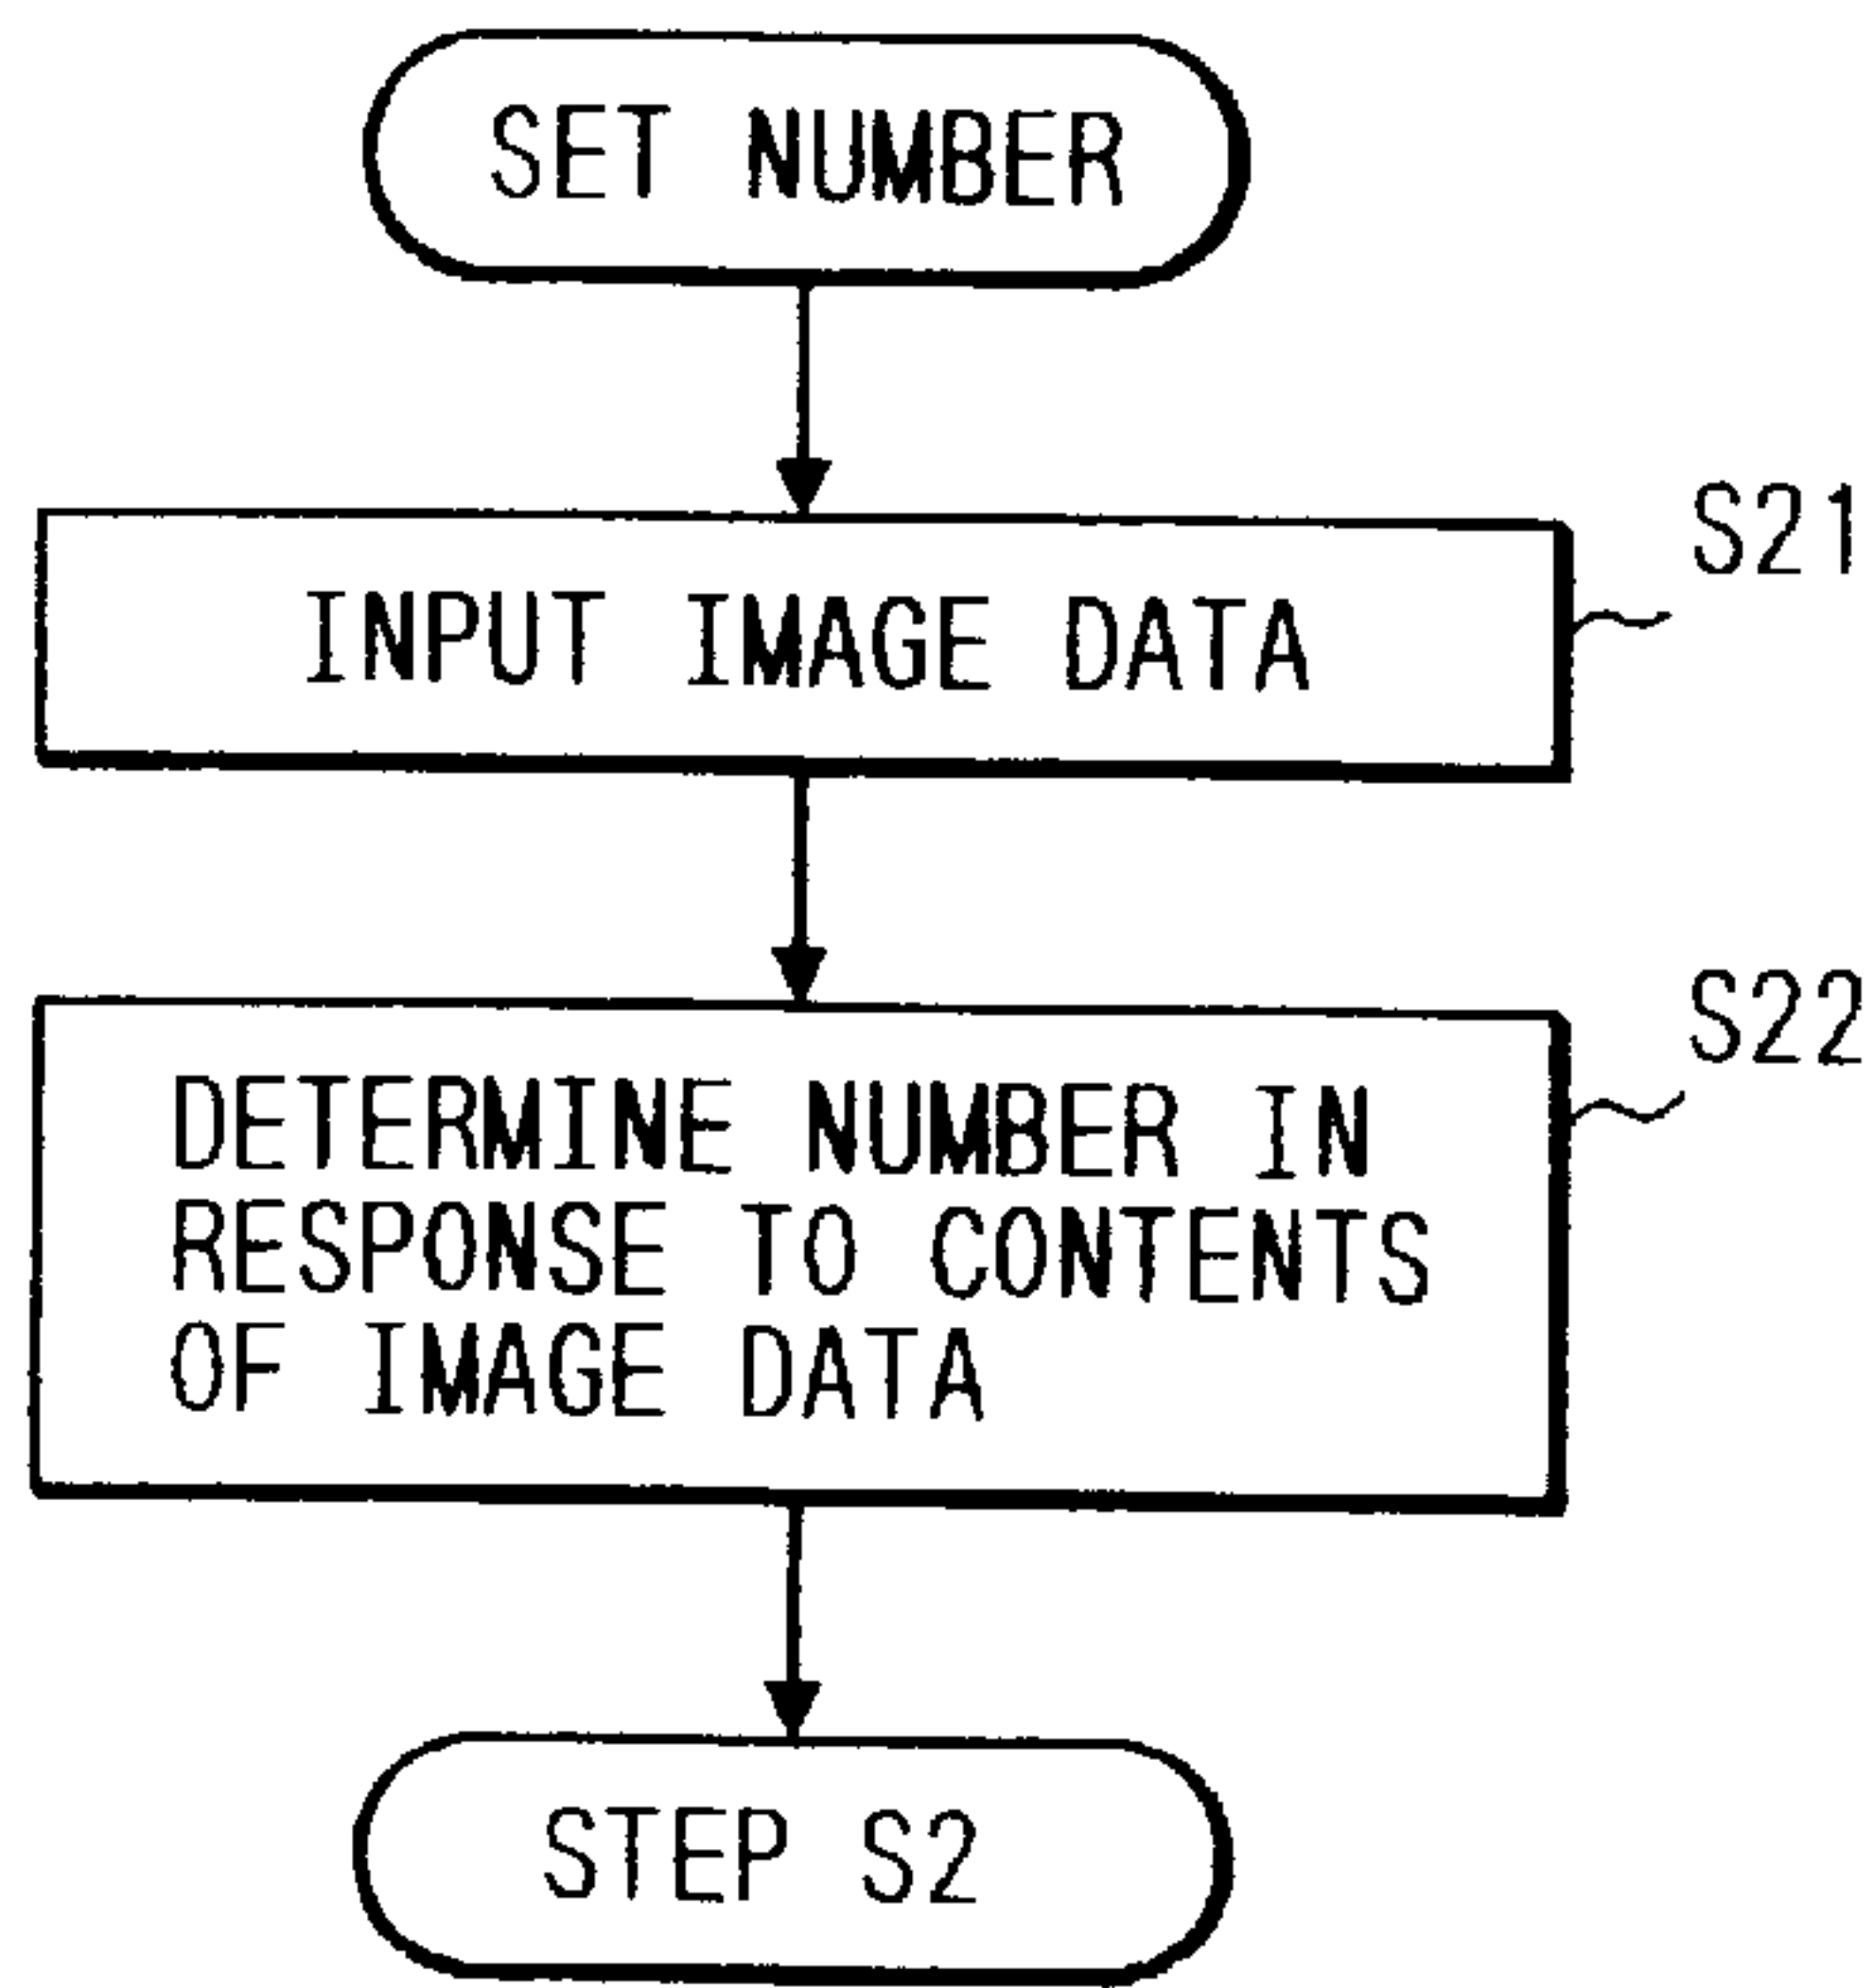 SET NUMBER
S21
INPUT IMAGE DATA
S22
DETERMINE NUMBER IN
RESPONSE TO CONTENTS
OF IMAGE DATA
STEP S2